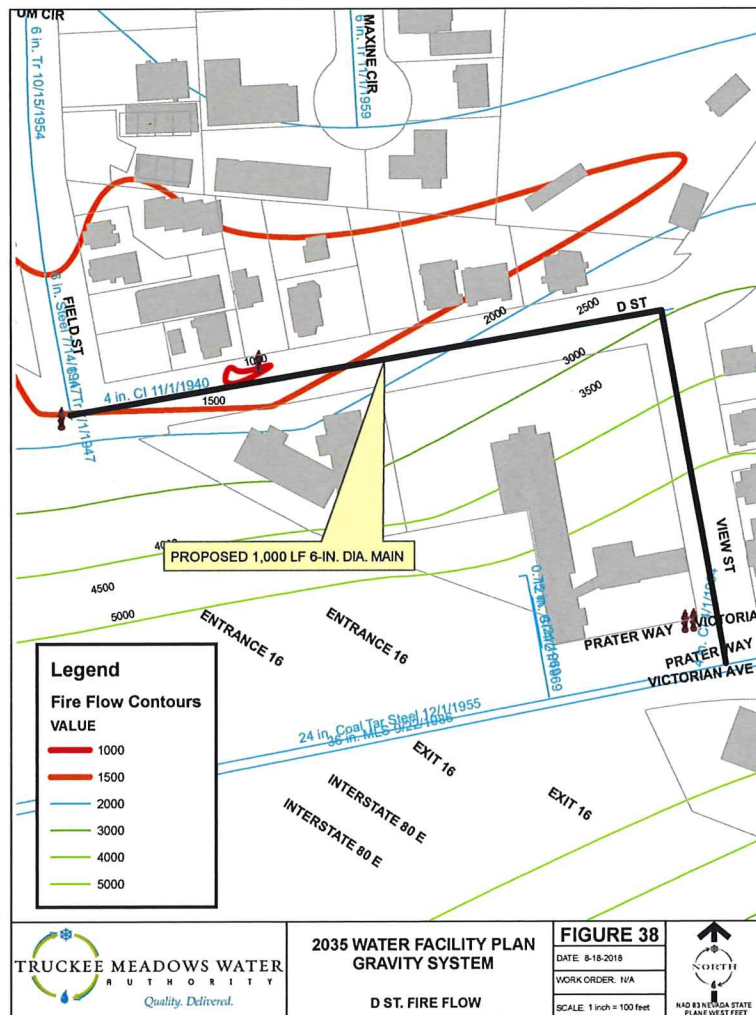 UM CIR
6 in. Tr 10/15/1954
MAXINE CIR
6 in. Tr 11/1/1959
FIELD ST
D ST
2500
2000
3000
3500
1000
1500
4 in. CI 11/1/1940
PROPOSED 1,000 LF 6-IN. DIA. MAIN
4500
5000
VIEW ST
ENTRANCE 16
ENTRANCE 16
PRATER WAY
VICTORIA
PRATER WAY
VICTORIAN AVE
24 in. Coal Tar Steel 12/1/1955
EXIT 16
EXIT 16
INTERSTATE 80 E
INTERSTATE 80 E
Legend
Fire Flow Contours
VALUE
1000
1500
2000
3000
4000
5000
TRUCKEE MEADOWS WATER
AUTHORITY
Quality. Delivered.
2035 WATER FACILITY PLAN
GRAVITY SYSTEM
D ST. FIRE FLOW
FIGURE 38
DATE: 8-18-2018
WORK ORDER: N/A
SCALE: 1 inch = 100 feet
NORTH
NAD 83 NEVADA STATE
PLANE WEST FEET